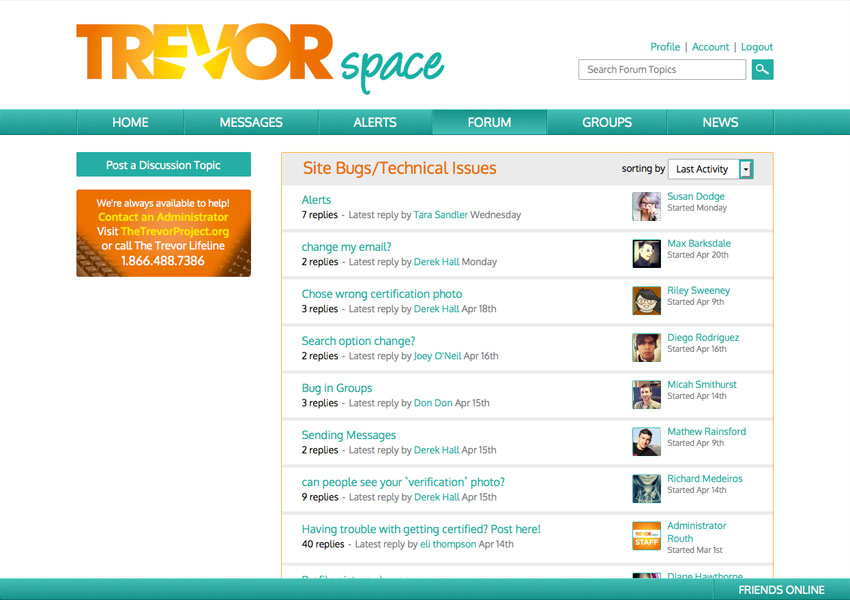 TREVOR space
Profile | Account | Logout
Search Forum Topics
HOME MESSAGES ALERTS FORUM GROUPS NEWS
Post a Discussion Topic
We're always available to help!
Contact an Administrator
Visit TheTrevorProject.org
or call The Trevor Lifeline
1.866.488.7386
Site Bugs/Technical Issues
sorting by Last Activity
Alerts
7 replies - Latest reply by Tara Sandler Wednesday
Susan Dodge
Started Monday
change my email?
2 replies - Latest reply by Derek Hall Monday
Max Barksdale
Started Apr 20th
Chose wrong certification photo
3 replies - Latest reply by Derek Hall Apr 18th
Riley Sweeney
Started Apr 9th
Search option change?
2 replies - Latest reply by Joey O'Neil Apr 16th
Diego Rodriguez
Started Apr 16th
Bug in Groups
3 replies - Latest reply by Don Don Apr 15th
Micah Smithurst
Started Apr 14th
Sending Messages
2 replies - Latest reply by Derek Hall Apr 15th
Mathew Rainsford
Started Apr 9th
can people see your `verification` photo?
9 replies - Latest reply by Derek Hall Apr 15th
Richard Medeiros
Started Apr 14th
Having trouble with getting certified? Post here!
40 replies - Latest reply by eli thompson Apr 14th
STAFF
Administrator
Routh
Started Mar 1st
Diane Hawthorne
FRIENDS ONLINE